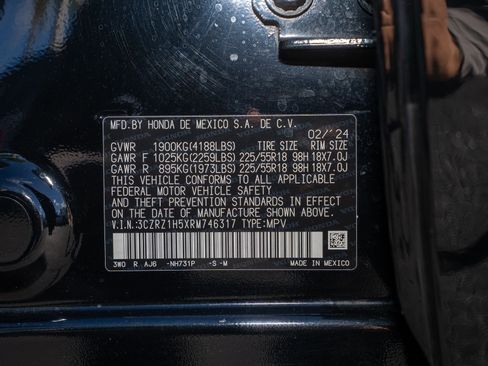 MFD.BY HONDA DE MEXICO S.A. DE C.V.
02/'24
GVWR 1900KG(4188LBS) TIRE SIZE RIM SIZE
GAWR F 1025KG(2259LBS) 225/55R18 98H 18X7.0J
GAWR R 895KG(1973LBS) 225/55R18 98H 18X7.0J
THIS VEHICLE CONFORMS TO ALL APPLICABLE
FEDERAL MOTOR VEHICLE SAFETY
AND THEFT PREVENTION STANDARDS IN EFFECT
ON THE DATE OF MANUFACTURE SHOWN ABOVE.
V.I.N.:3CZRZ1H5XRM746317 TYPE:MPV
3W0 R AJ6 -NH731P -S -M MADE IN MEXICO